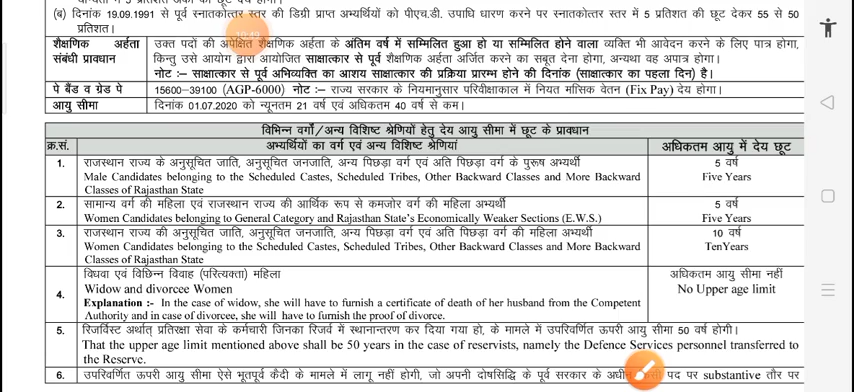 (ब) दिनांक 19.09.1991 से पूर्व स्नातकोत्तर स्तर की डिग्री प्राप्त अभ्यर्थियों को पीएच.डी. उपाधि धारण करने पर स्नातकोत्तर स्तर में 5 प्रतिशत की छूट देकर 55 से 50
प्रतिशत।
10:49
शैक्षणिक अर्हता संबंधी प्रावधान
उक्त पदों की अपेक्षित शैक्षणिक अर्हता के अंतिम वर्ष में सम्मिलित हुआ हो या सम्मिलित होने वाला व्यक्ति भी आवेदन करने के लिए पात्र होगा,
किन्तु उसे आयोग द्वारा आयोजित साक्षात्कार से पूर्व शैक्षणिक अर्हता अर्जित करने का सबूत देना होगा, अन्यथा वह अपात्र होगा।
नोट :– साक्षात्कार से पूर्व अभिव्यक्ति का आशय साक्षात्कार की प्रक्रिया प्रारम्भ होने की दिनांक (साक्षात्कार का पहला दिन) है।
पे बैंड व ग्रेड पे 15600–39100 (AGP-6000) नोट :– राज्य सरकार के नियमानुसार परिवीक्षाकाल में नियत मासिक वेतन (Fix Pay) देय होगा।
आयु सीमा दिनांक 01.07.2020 को न्यूनतम 21 वर्ष एवं अधिकतम 40 वर्ष से कम।
विभिन्न वर्गों/अन्य विशिष्ट श्रेणियों हेतु देय आयु सीमा में छूट के प्रावधान
क्र.सं. अभ्यर्थियों का वर्ग एवं अन्य विशिष्ट श्रेणियां अधिकतम आयु में देय छूट
1. राजस्थान राज्य के अनुसूचित जाति, अनुसूचित जनजाति, अन्य पिछड़ा वर्ग एवं अति पिछड़ा वर्ग के पुरूष अभ्यर्थी 5 वर्ष
Male Candidates belonging to the Scheduled Castes, Scheduled Tribes, Other Backward Classes and More Backward Five Years
Classes of Rajasthan State
2. सामान्य वर्ग की महिला एवं राजस्थान राज्य की आर्थिक रूप से कमजोर वर्ग की महिला अभ्यर्थी 5 वर्ष
Women Candidates belonging to General Category and Rajasthan State's Economically Weaker Sections (E.W.S.) Five Years
3. राजस्थान राज्य की अनुसूचित जाति, अनुसूचित जनजाति, अन्य पिछड़ा वर्ग एवं अति पिछड़ा वर्ग की महिला अभ्यर्थी 10 वर्ष
Women Candidates belonging to the Scheduled Castes, Scheduled Tribes, Other Backward Classes and More Backward TenYears
Classes of Rajasthan State
4. विधवा एवं विछिन्न विवाह (परित्यक्ता) महिला अधिकतम आयु सीमा नहीं
Widow and divorcee Women No Upper age limit
Explanation :- In the case of widow, she will have to furnish a certificate of death of her husband from the Competent
Authority and in case of divorcee, she will have to furnish the proof of divorce.
5. रिजर्विस्ट अर्थात् प्रतिरक्षा सेवा के कर्मचारी जिनका रिजर्व में स्थानान्तरण कर दिया गया हो, के मामले में उपरिवर्णित ऊपरी आयु सीमा 50 वर्ष होगी।
That the upper age limit mentioned above shall be 50 years in the case of reservists, namely the Defence Services personnel transferred to
the Reserve.
6. उपरिवर्णित ऊपरी आयु सीमा ऐसे भूतपूर्व कैदी के मामले में लागू नहीं होगी, जो अपनी दोषसिद्धि के पूर्व सरकार के अधीन पद पर substantive तौर पर